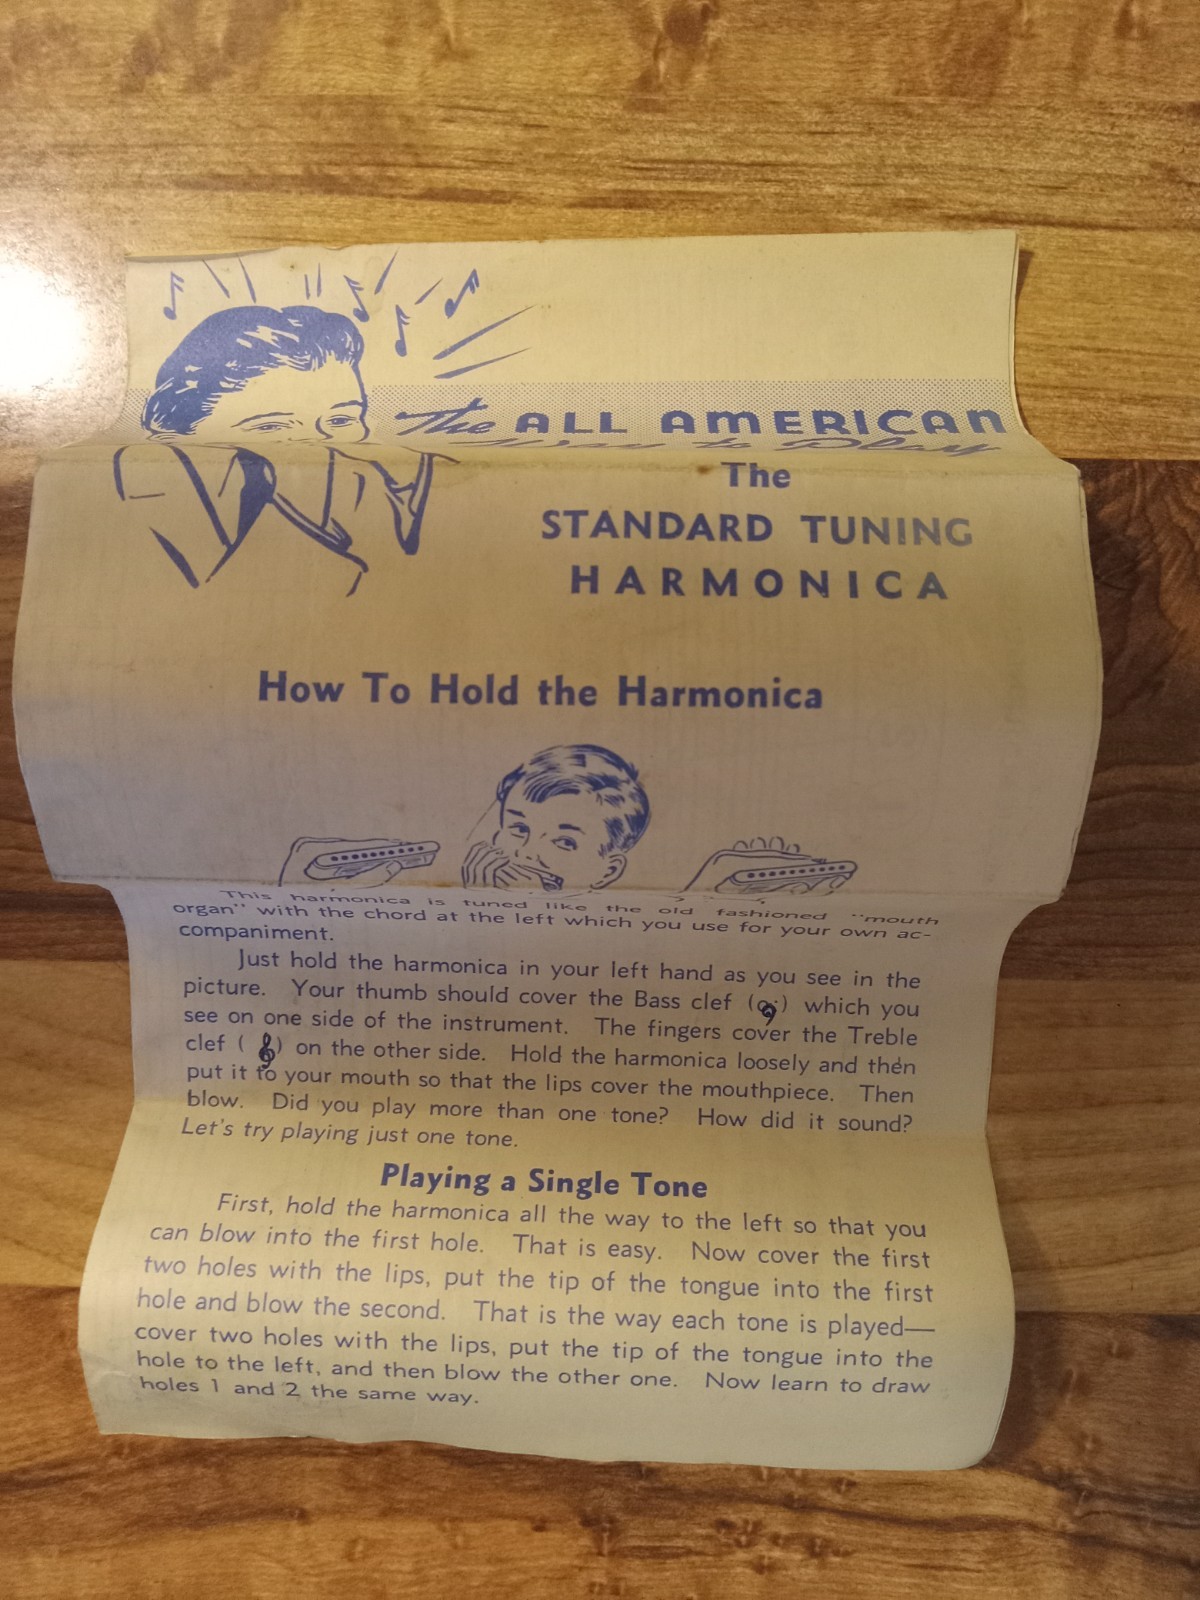 The ALL AMERICAN
Way to Play
The
STANDARD TUNING
HARMONICA
How To Hold the Harmonica
This harmonica is tuned like the old fashioned "mouth
organ" with the chord at the left which you use for your own ac-
companiment.
Just hold the harmonica in your left hand as you see in the
picture. Your thumb should cover the Bass clef (𝄢) which you
see on one side of the instrument. The fingers cover the Treble
clef ( 𝄞) on the other side. Hold the harmonica loosely and then
put it to your mouth so that the lips cover the mouthpiece. Then
blow. Did you play more than one tone? How did it sound?
Let's try playing just one tone.
Playing a Single Tone
First, hold the harmonica all the way to the left so that you
can blow into the first hole. That is easy. Now cover the first
two holes with the lips, put the tip of the tongue into the first
hole and blow the second. That is the way each tone is played—
cover two holes with the lips, put the tip of the tongue into the
hole to the left, and then blow the other one. Now learn to draw
holes 1 and 2 the same way.